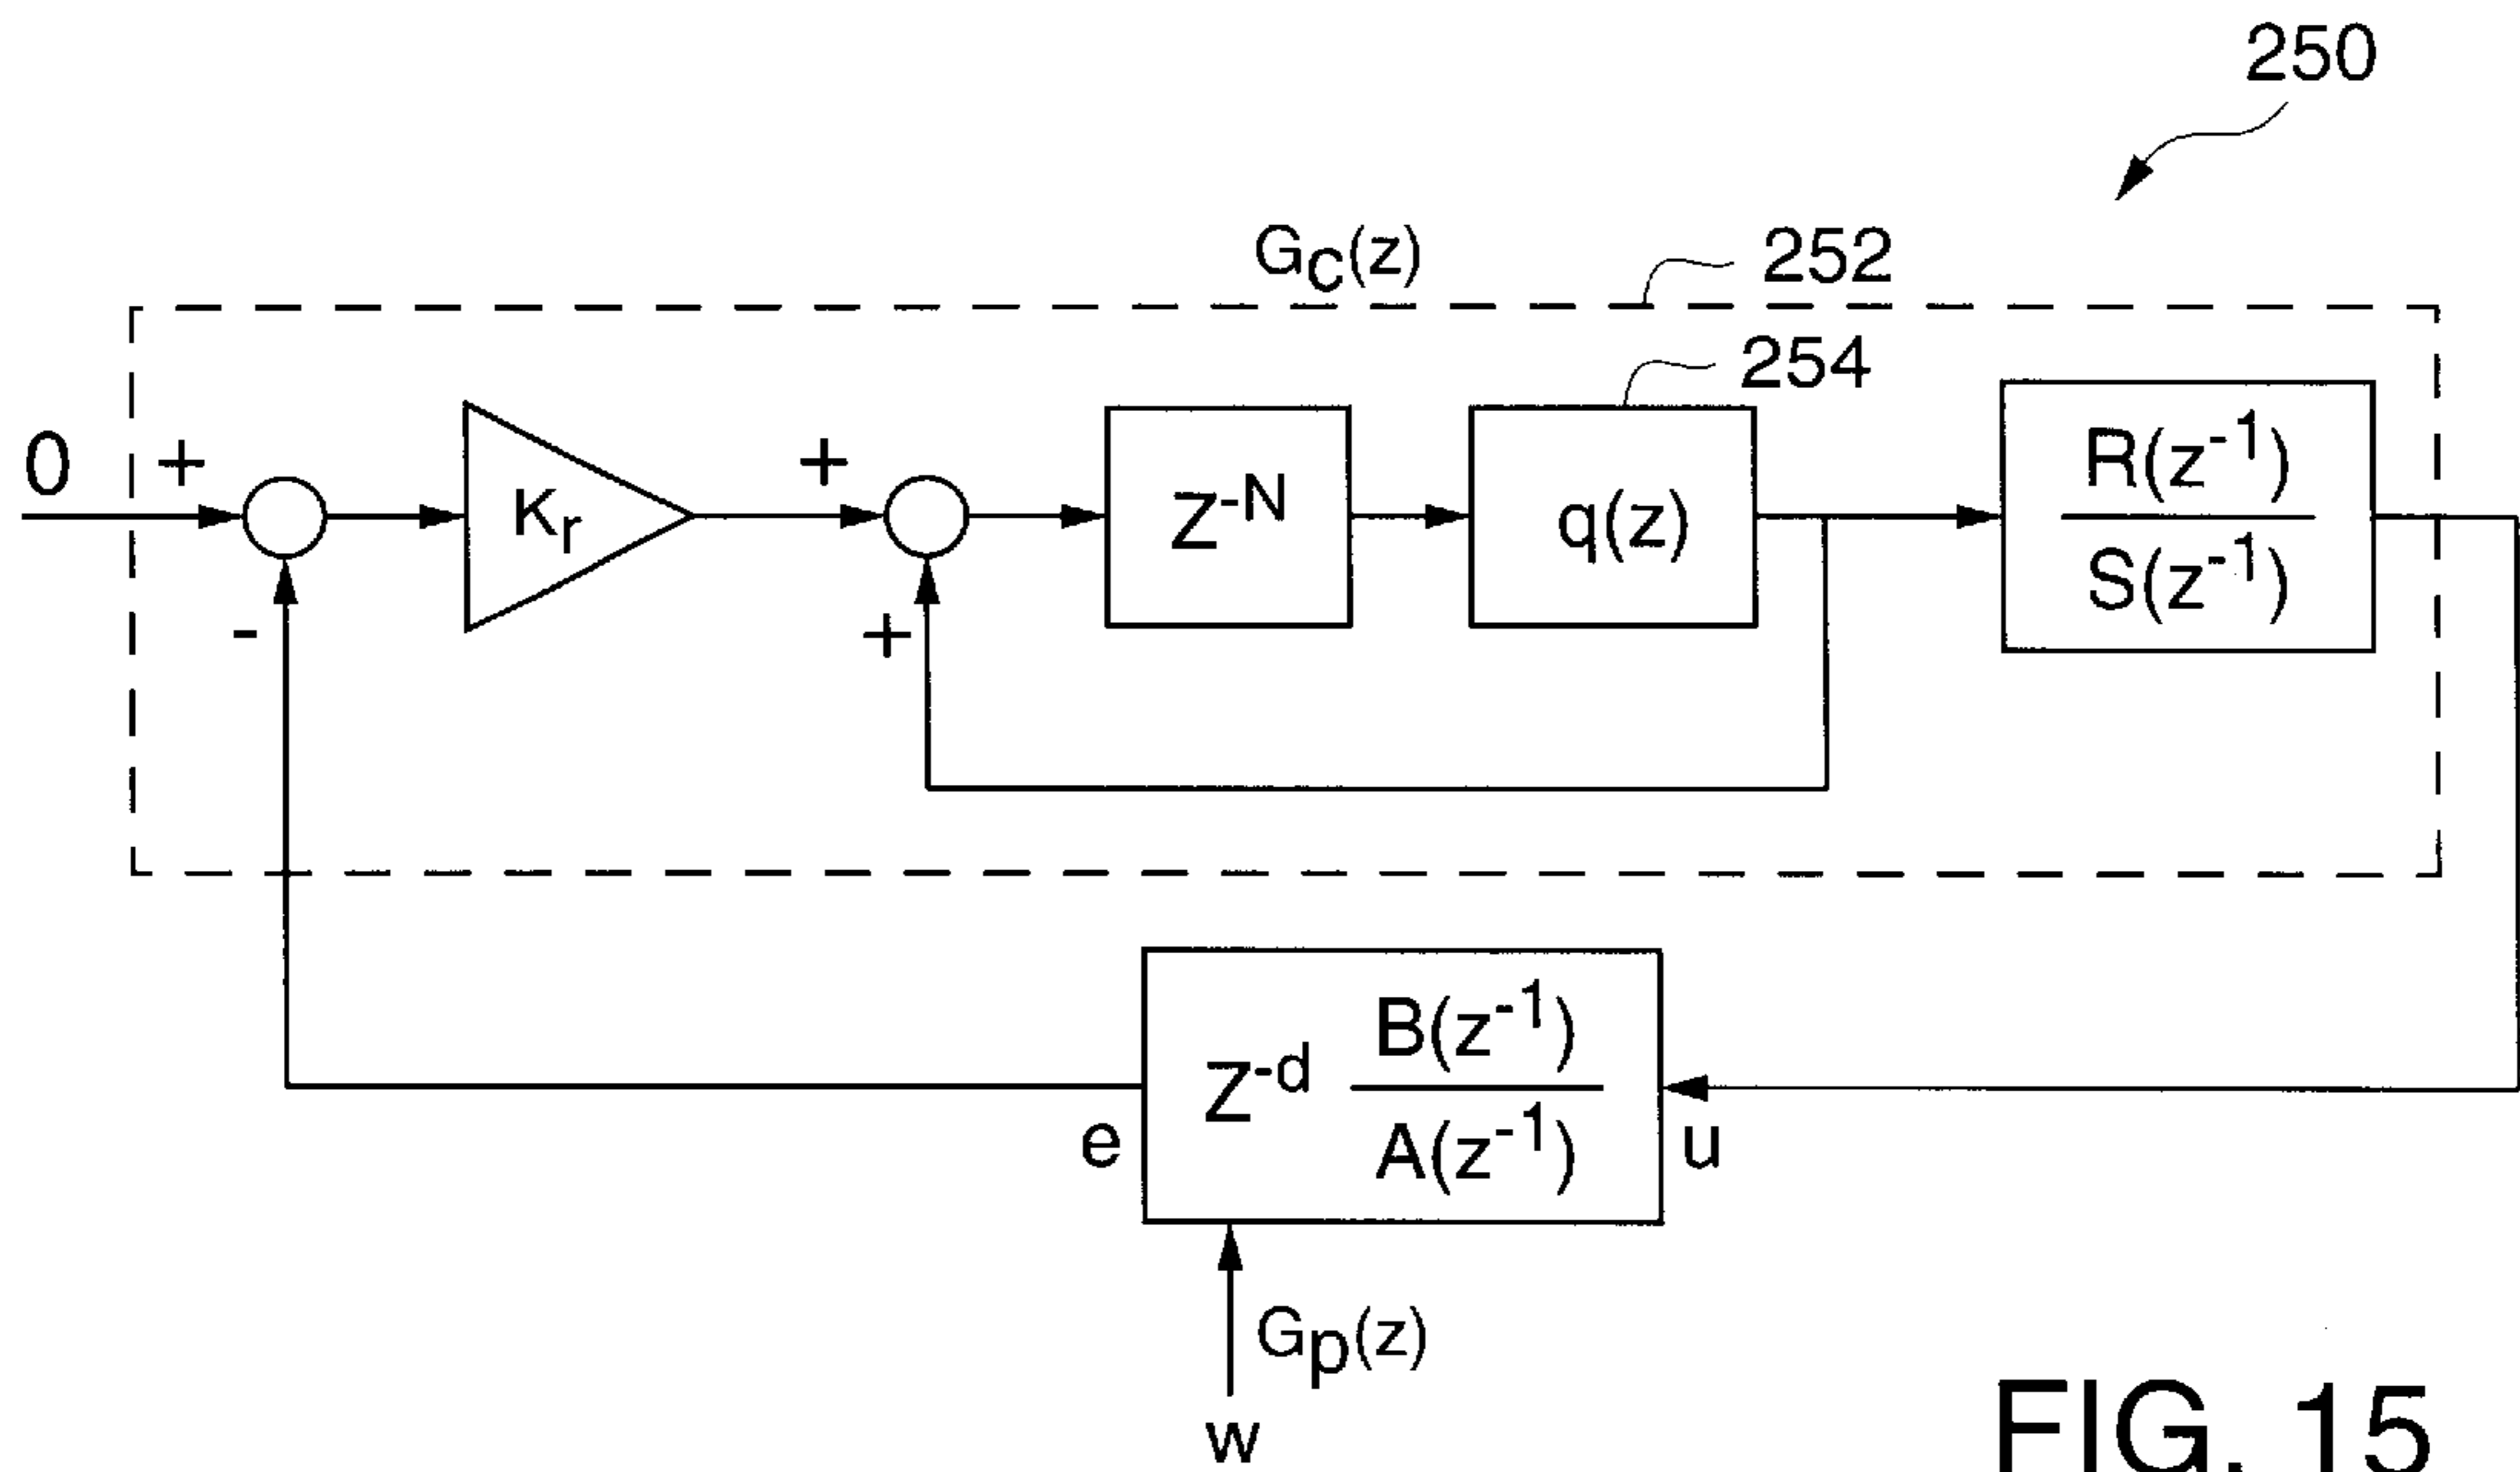 250
Gc(z)
252
254
0
+
-
Kr
+
+
Z-N
q(z)
R(z-1)
S(z-1)
Z-d
B(z-1)
A(z-1)
e
u
Gp(z)
w
FIG. 15